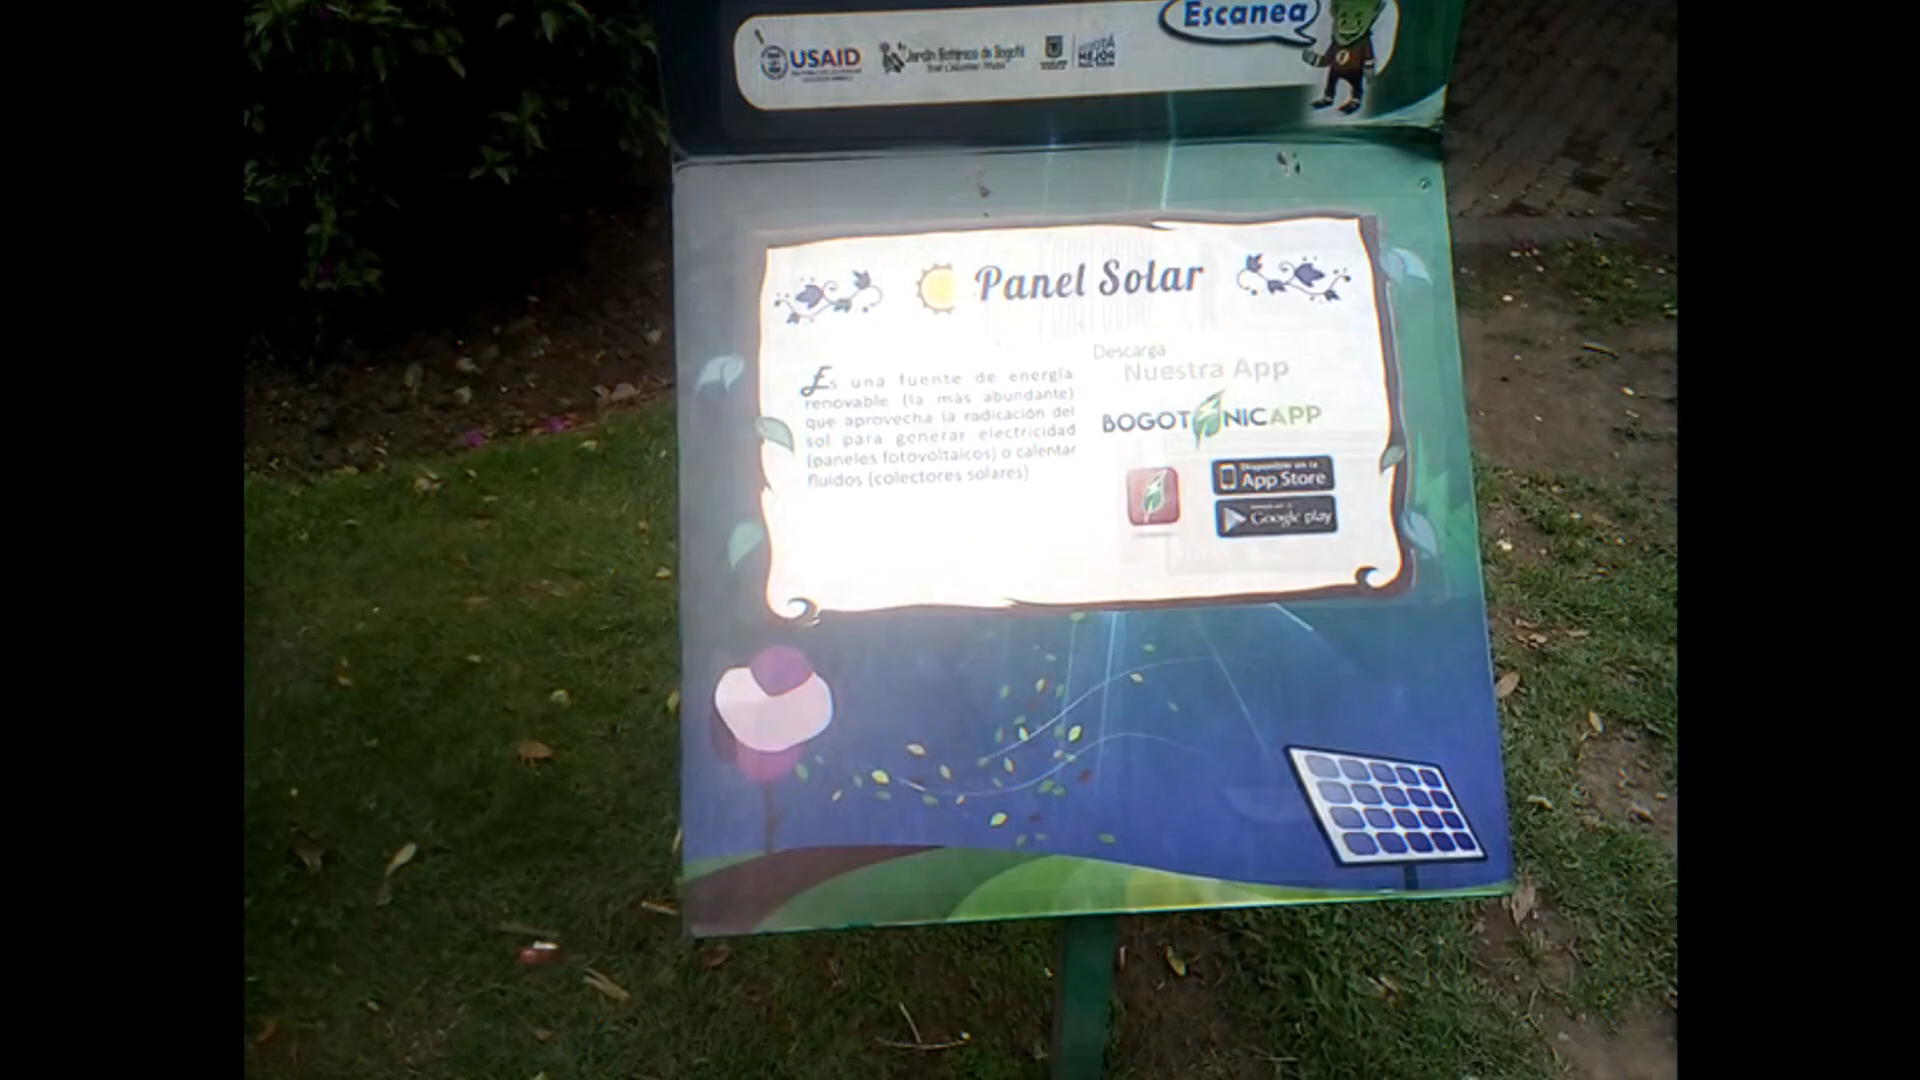 Escanea
USAID
Jardín Botánico de Bogotá
BOGOTÁ
MEJOR
Panel Solar
Es una fuente de energía
renovable (la más abundante)
que aprovecha la radicación del
sol para generar electricidad
(paneles fotovoltaicos) o calentar
fluidos (colectores solares)
Descarga
Nuestra App
BOGOTNICAPP
Disponible en la
App Store
Google play